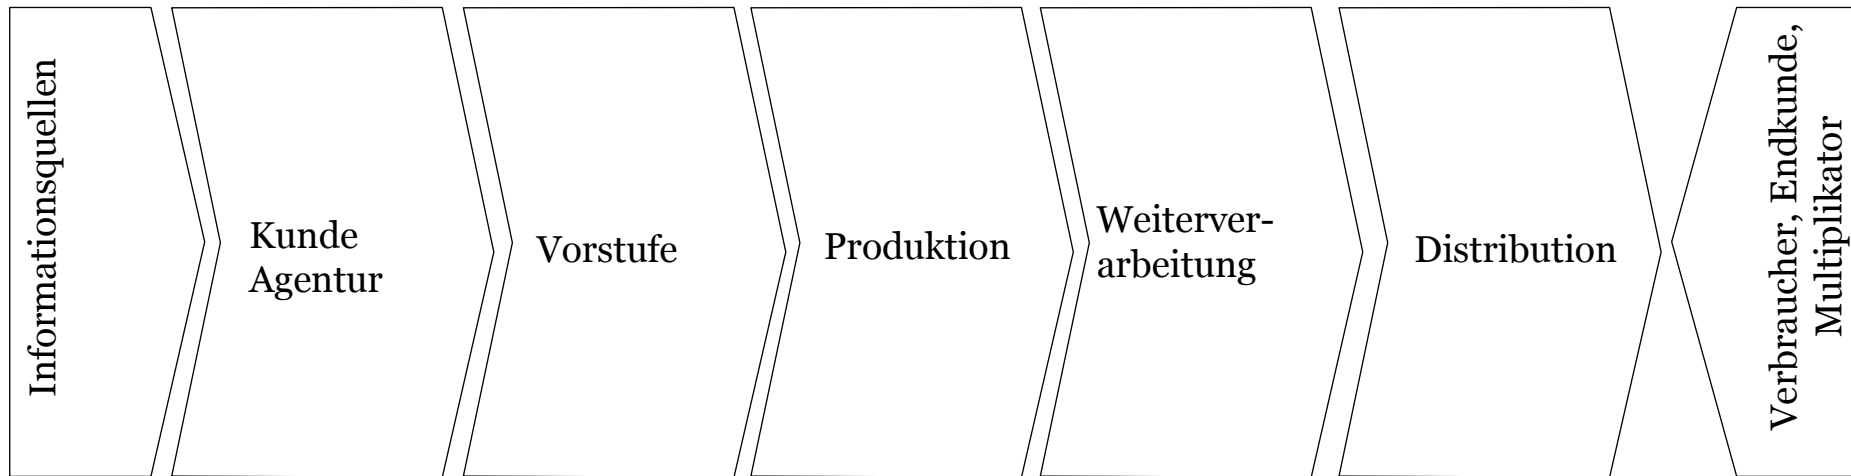 Informationsquellen
Kunde
Agentur
Vorstufe
Produktion
Weiterver-
arbeitung
Distribution
Verbraucher, Endkunde,
Multiplikator